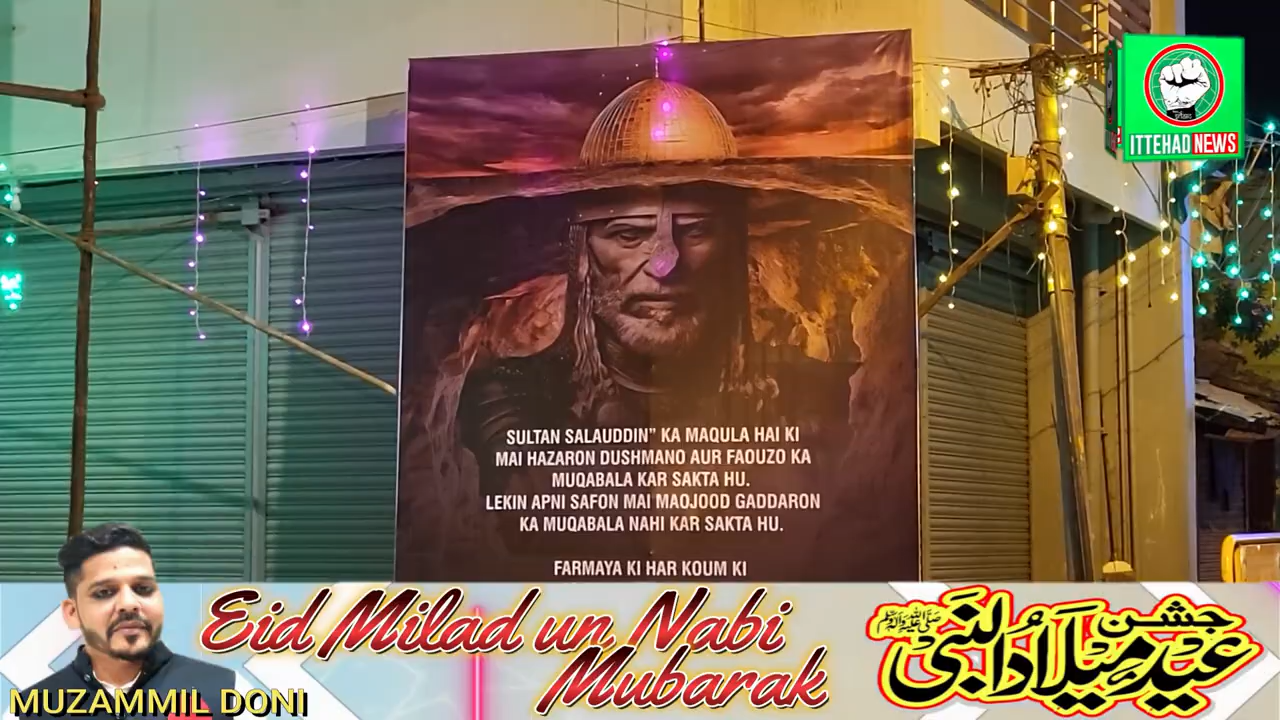 ITTEHAD NEWS
SULTAN SALAUDDIN" KA MAQULA HAI KI
MAI HAZARON DUSHMANO AUR FAOUZO KA
MUQABALA KAR SAKTA HU.
LEKIN APNI SAFON MAI MAOJOOD GADDARON
KA MUQABALA NAHI KAR SAKTA HU.
FARMAYA KI HAR KOUM KI
Eid Milad un Nabi
Mubarak
جشن
عید میلاد النبی ﷺ
MUZAMMIL DONI